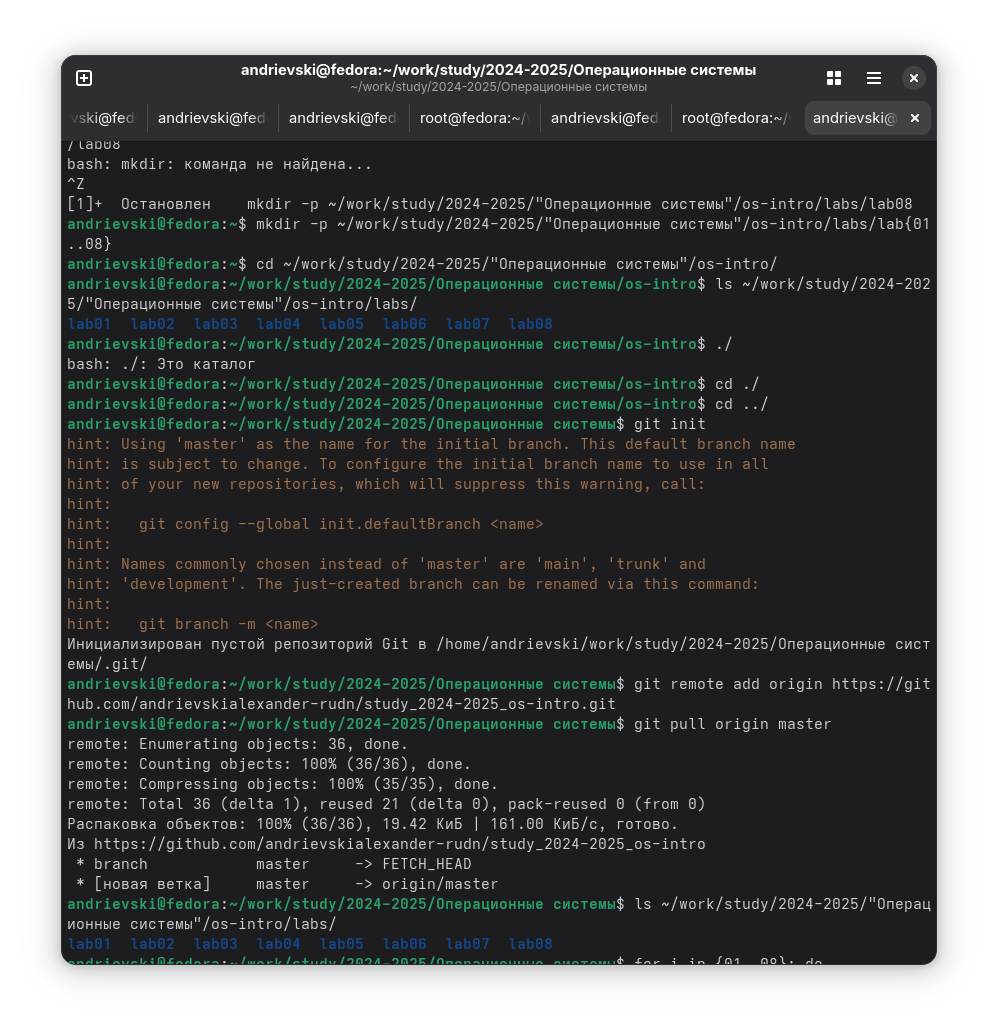 andrievski@fedora:~/work/study/2024-2025/Операционные системы
~/work/study/2024-2025/Операционные системы
vski@fed andrievski@fed andrievski@fed root@fedora:~/ andrievski@fed root@fedora:~/ andrievski@
/lab08
bash: mkdir: команда не найдена...
^Z
[1]+  Остановлен    mkdir -p ~/work/study/2024-2025/"Операционные системы"/os-intro/labs/lab08
andrievski@fedora:~$ mkdir -p ~/work/study/2024-2025/"Операционные системы"/os-intro/labs/lab{01
..08}
andrievski@fedora:~$ cd ~/work/study/2024-2025/"Операционные системы"/os-intro/
andrievski@fedora:~/work/study/2024-2025/Операционные системы/os-intro$ ls ~/work/study/2024-202
5/"Операционные системы"/os-intro/labs/
lab01  lab02  lab03  lab04  lab05  lab06  lab07  lab08
andrievski@fedora:~/work/study/2024-2025/Операционные системы/os-intro$ ./
bash: ./: Это каталог
andrievski@fedora:~/work/study/2024-2025/Операционные системы/os-intro$ cd ./
andrievski@fedora:~/work/study/2024-2025/Операционные системы/os-intro$ cd ../
andrievski@fedora:~/work/study/2024-2025/Операционные системы$ git init
hint: Using 'master' as the name for the initial branch. This default branch name
hint: is subject to change. To configure the initial branch name to use in all
hint: of your new repositories, which will suppress this warning, call:
hint:
hint:   git config --global init.defaultBranch <name>
hint:
hint: Names commonly chosen instead of 'master' are 'main', 'trunk' and
hint: 'development'. The just-created branch can be renamed via this command:
hint:
hint:   git branch -m <name>
Инициализирован пустой репозиторий Git в /home/andrievski/work/study/2024-2025/Операционные сист
емы/.git/
andrievski@fedora:~/work/study/2024-2025/Операционные системы$ git remote add origin https://git
hub.com/andrievskialexander-rudn/study_2024-2025_os-intro.git
andrievski@fedora:~/work/study/2024-2025/Операционные системы$ git pull origin master
remote: Enumerating objects: 36, done.
remote: Counting objects: 100% (36/36), done.
remote: Compressing objects: 100% (35/35), done.
remote: Total 36 (delta 1), reused 21 (delta 0), pack-reused 0 (from 0)
Распаковка объектов: 100% (36/36), 19.42 КиБ | 161.00 КиБ/с, готово.
Из https://github.com/andrievskialexander-rudn/study_2024-2025_os-intro
 * branch            master     -> FETCH_HEAD
 * [новая ветка]     master     -> origin/master
andrievski@fedora:~/work/study/2024-2025/Операционные системы$ ls ~/work/study/2024-2025/"Операц
ионные системы"/os-intro/labs/
lab01  lab02  lab03  lab04  lab05  lab06  lab07  lab08
andrievski@fedora:~/work/study/2024-2025/Операционные системы$ for i in {01..08}; do